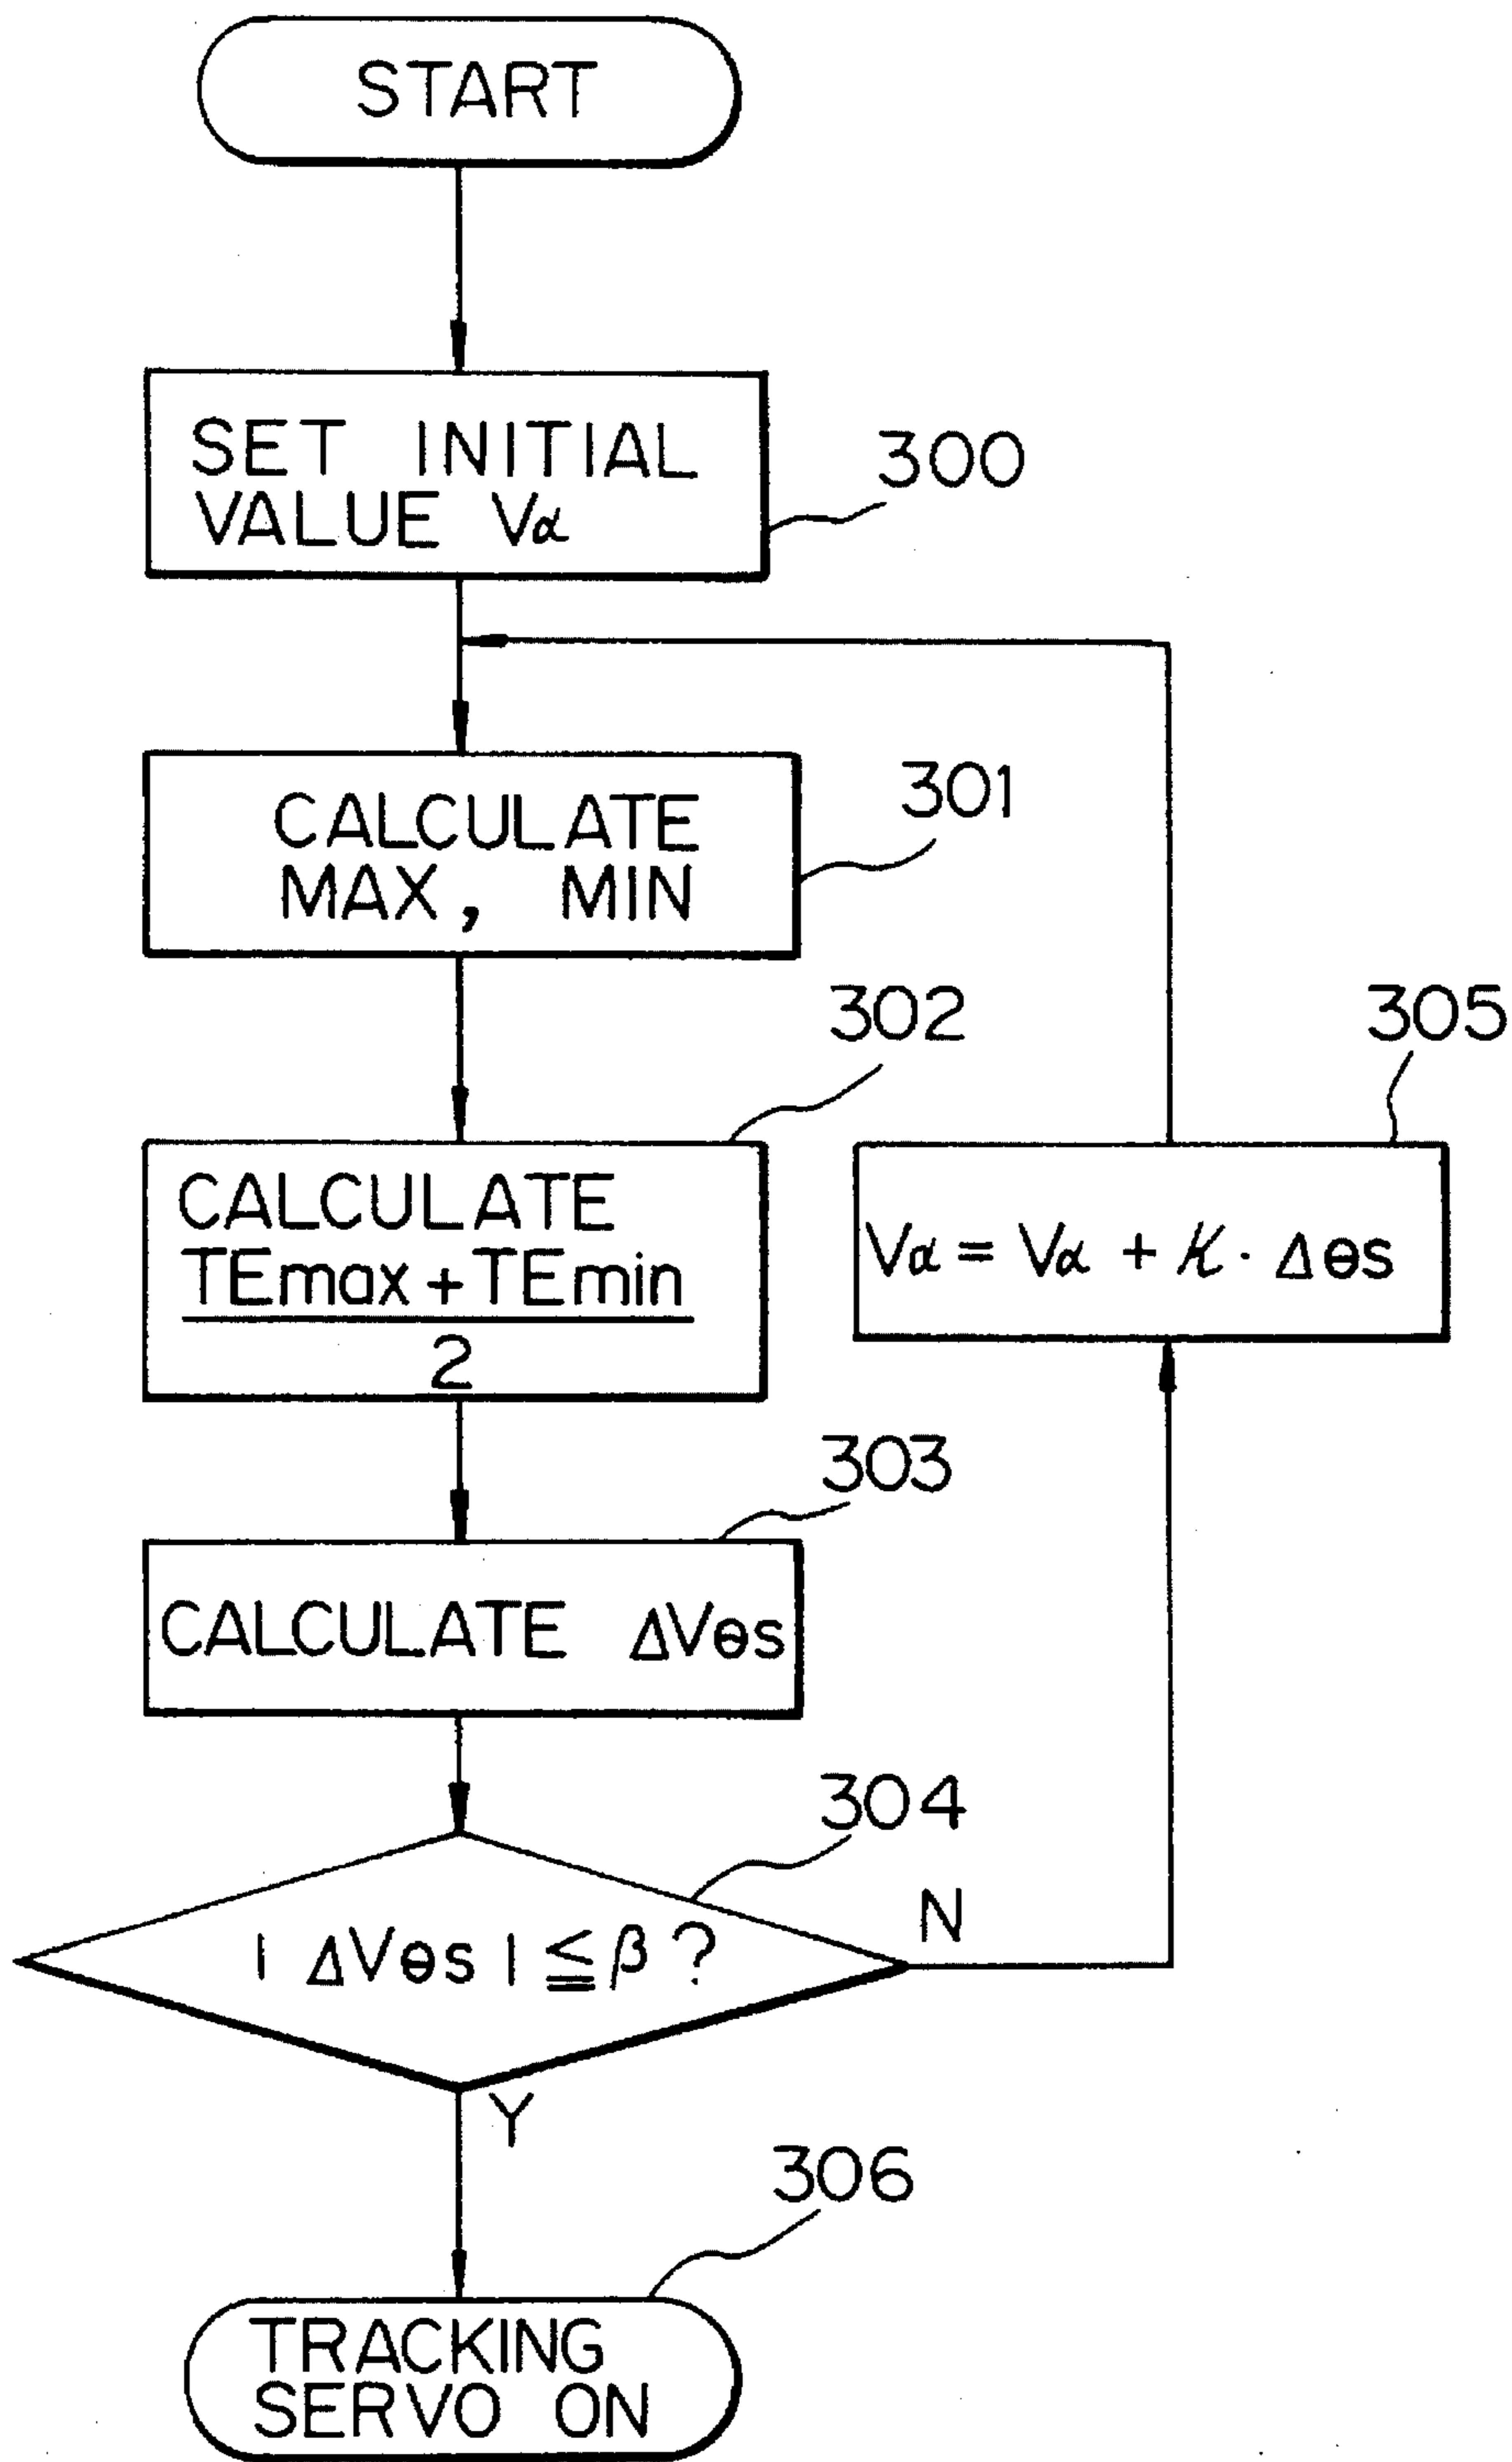 START
SET INITIAL
VALUE Vα
300
CALCULATE
MAX, MIN
301
302
CALCULATE
TEmax + TEmin
2
305
Vα = Vα + K · Δθs
303
CALCULATE ΔVθs
304
| ΔVθs | ≦ β ?
N
Y
306
TRACKING
SERVO ON